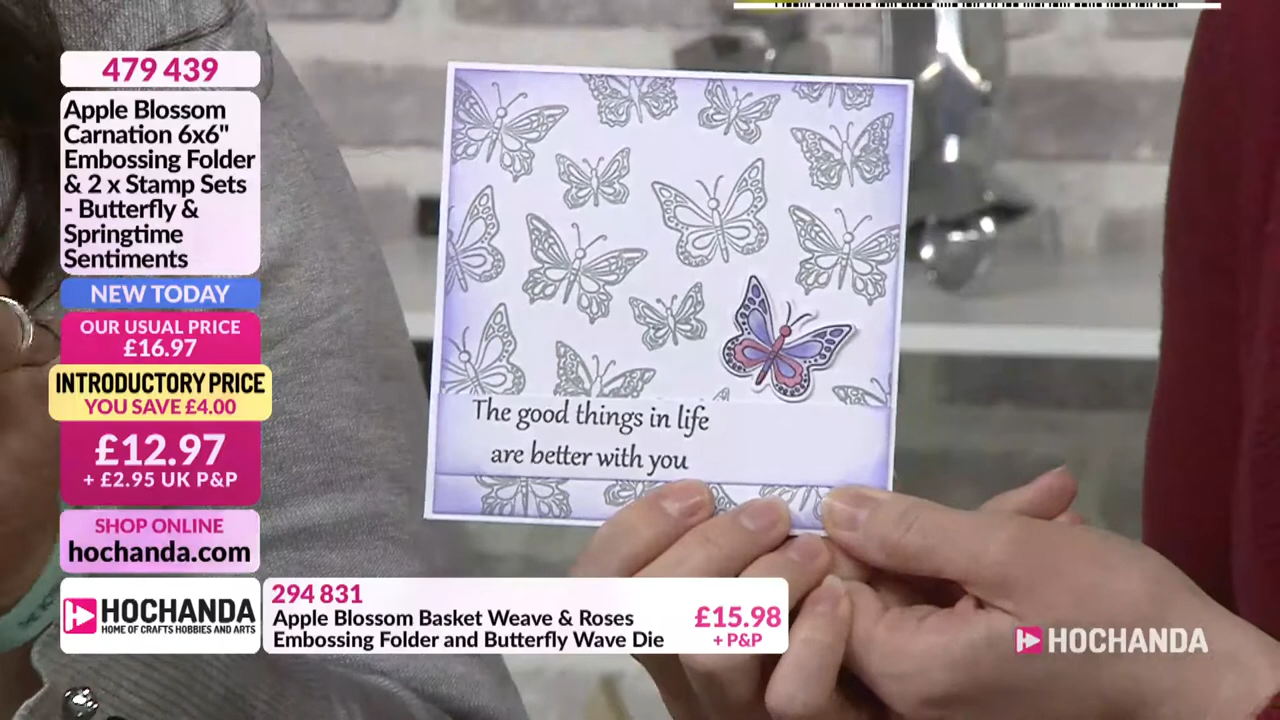 479 439
Apple Blossom
Carnation 6x6"
Embossing Folder
& 2 x Stamp Sets
- Butterfly &
Springtime
Sentiments
NEW TODAY
OUR USUAL PRICE
£16.97
INTRODUCTORY PRICE
YOU SAVE £4.00
£12.97
+ £2.95 UK P&P
SHOP ONLINE
hochanda.com
The good things in life
are better with you
HOCHANDA
HOME OF CRAFTS HOBBIES AND ARTS
294 831
Apple Blossom Basket Weave & Roses
Embossing Folder and Butterfly Wave Die
£15.98
+ P&P
HOCHANDA